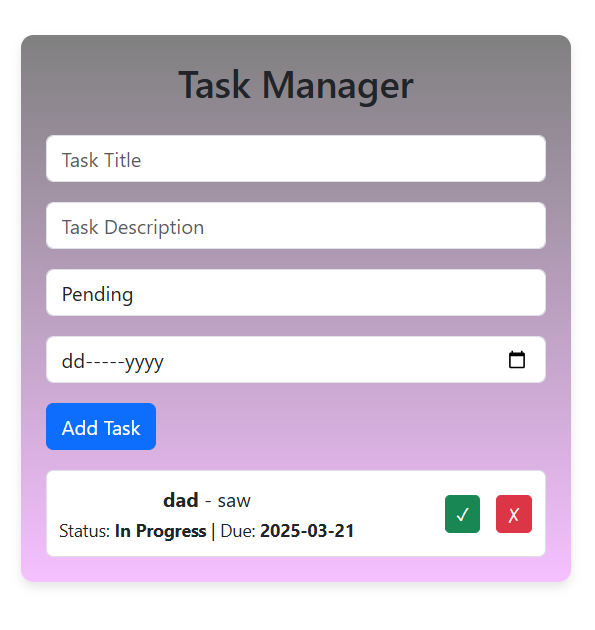 Task Manager
Task Title
Task Description
Pending
dd-----yyyy
Add Task
dad - saw
Status: In Progress | Due: 2025-03-21
✓ ✗